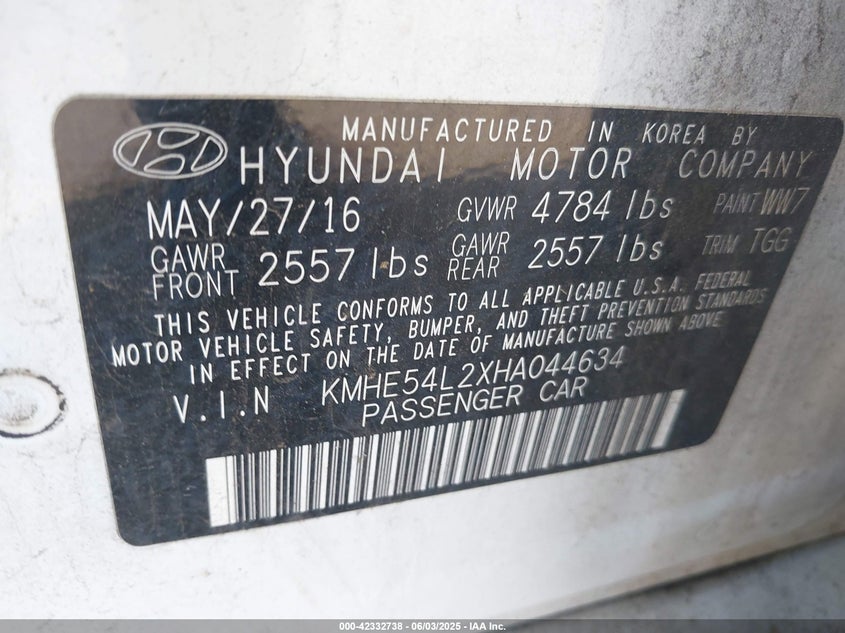 MANUFACTURED IN KOREA BY
HYUNDAI MOTOR COMPANY
MAY/27/16 GVWR 4784 lbs PAINT WW7
GAWR FRONT 2557 lbs GAWR REAR 2557 lbs TRIM TGG
THIS VEHICLE CONFORMS TO ALL APPLICABLE U.S.A. FEDERAL
MOTOR VEHICLE SAFETY, BUMPER, AND THEFT PREVENTION STANDARDS
IN EFFECT ON THE DATE OF MANUFACTURE SHOWN ABOVE
V.I.N KMHE54L2XHA044634
PASSENGER CAR
000-42332738 - 06/03/2025 - IAA Inc.